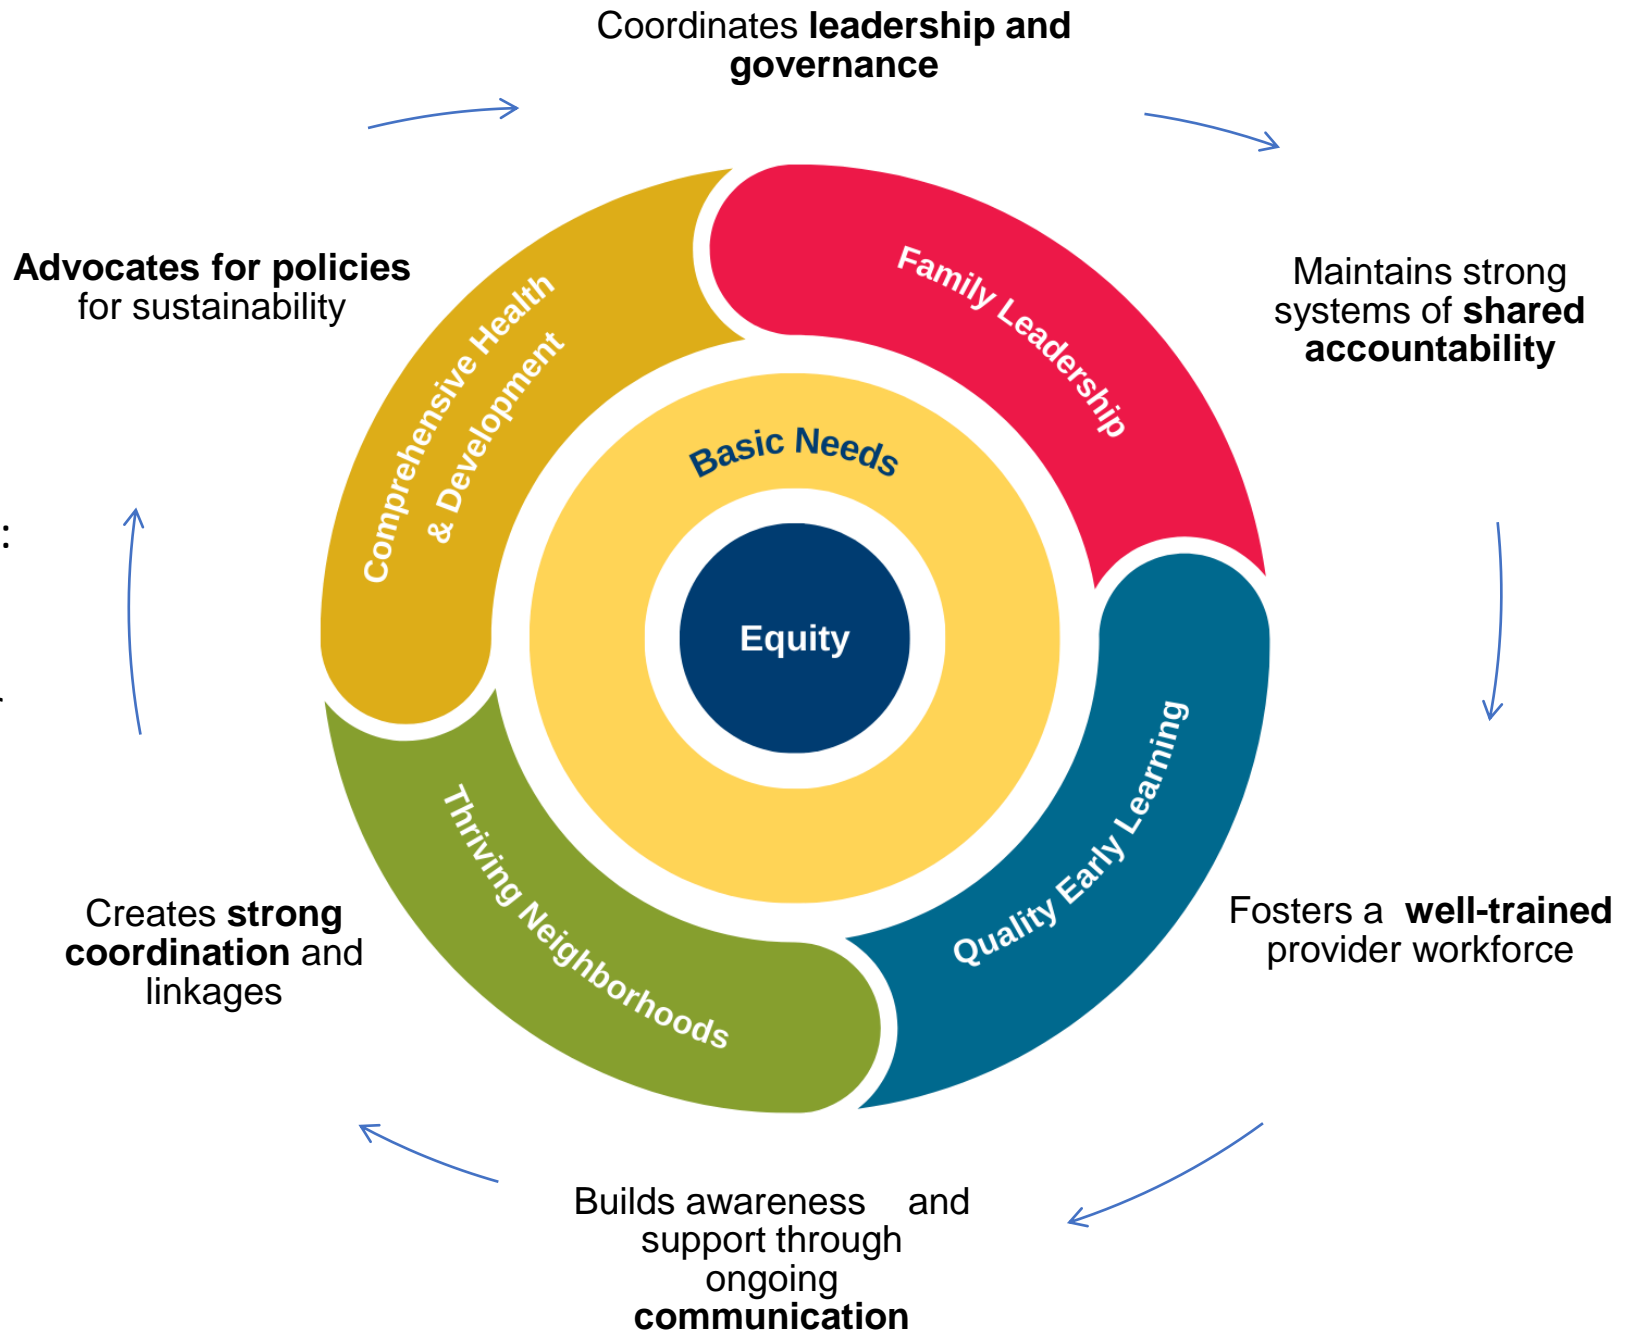 Coordinates leadership and
governance
Advocates for policies
for sustainability
Maintains strong
systems of shared
accountability
Comprehensive Health
& Development
Family Leadership
Basic Needs
Equity
:
Thriving Neighborhoods
Quality Early Learning
Creates strong
coordination and
linkages
Fosters a  well-trained
provider workforce
Builds awareness    and
support through
ongoing
communication